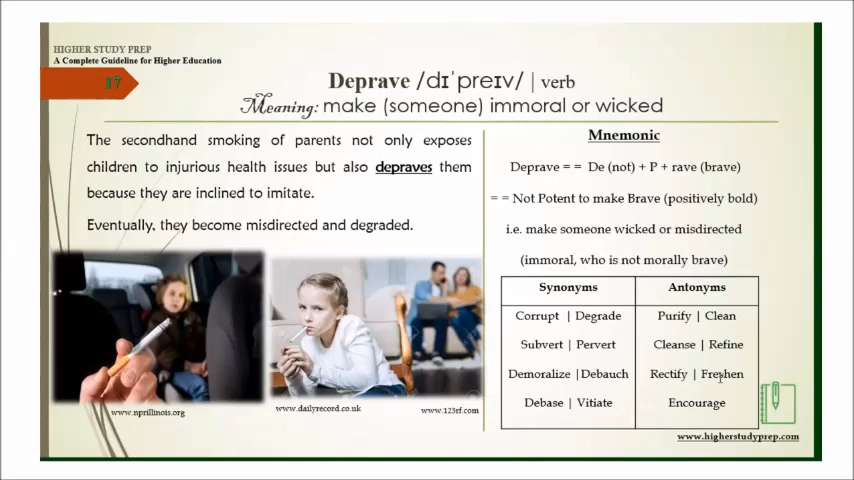 HIGHER STUDY PREP
A Complete Guideline for Higher Education
17
Deprave /dɪˈpreɪv/ | verb
Meaning: make (someone) immoral or wicked
The secondhand smoking of parents not only exposes
children to injurious health issues but also depraves them
because they are inclined to imitate.
Eventually, they become misdirected and degraded.
www.nprillinois.org
www.dailyrecord.co.uk
www.123rf.com
Mnemonic
Deprave = = De (not) + P + rave (brave)
= = Not Potent to make Brave (positively bold)
i.e. make someone wicked or misdirected
(immoral, who is not morally brave)
Synonyms Antonyms
Corrupt | Degrade Purify | Clean
Subvert | Pervert Cleanse | Refine
Demoralize |Debauch Rectify | Freshen
Debase | Vitiate Encourage
www.higherstudyprep.com